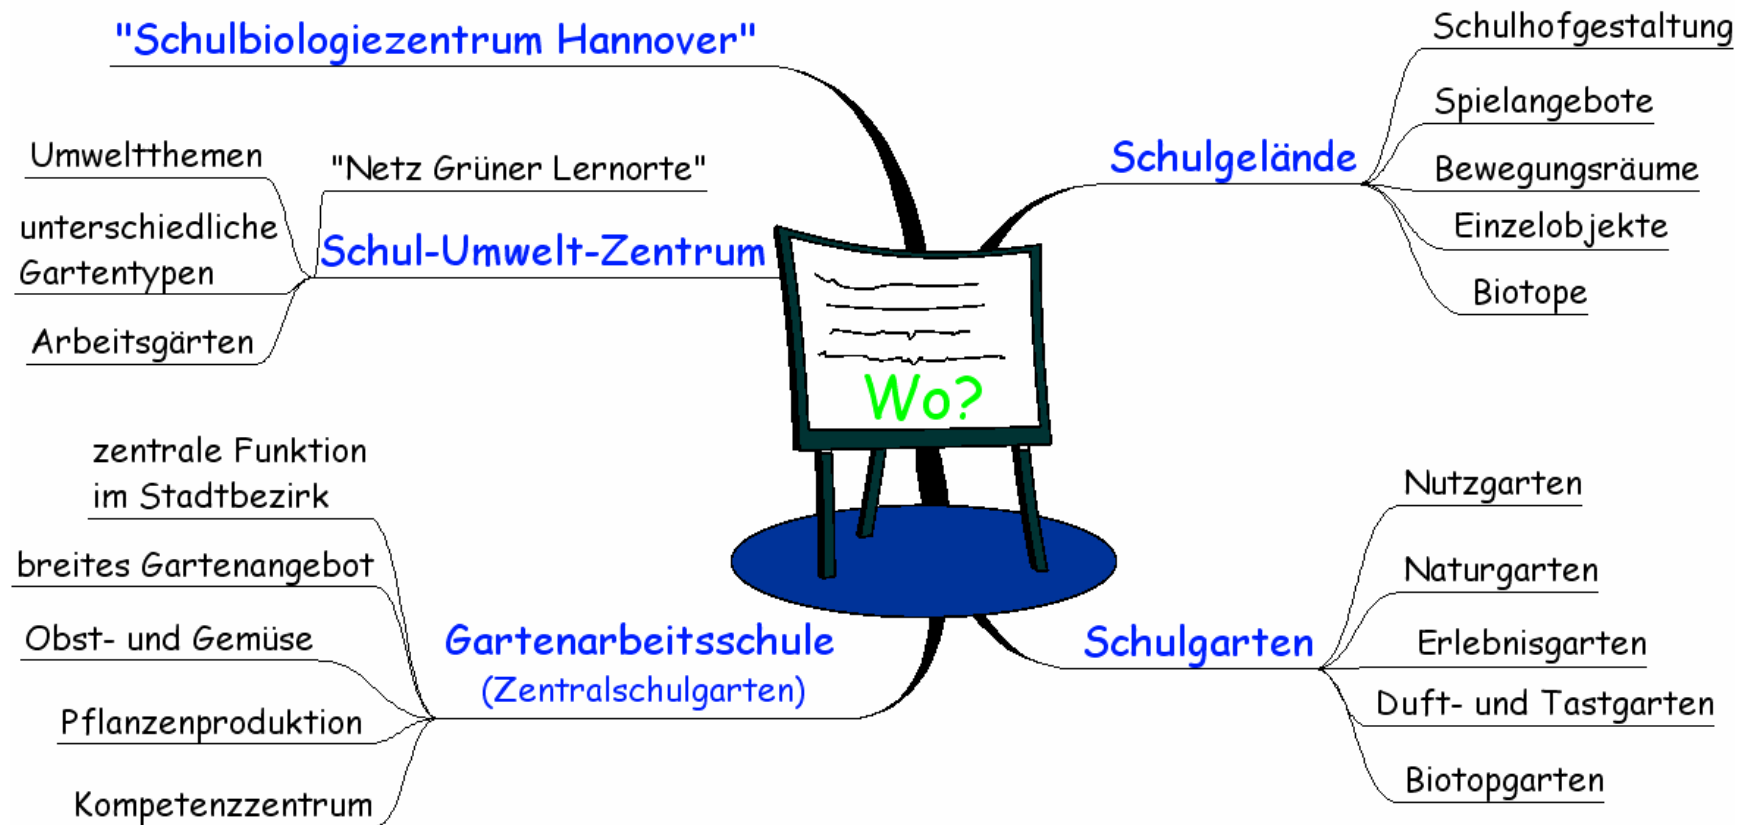 "Schulbiologiezentrum Hannover"
Umweltthemen
"Netz Grüner Lernorte"
unterschiedliche
Gartentypen
Schul-Umwelt-Zentrum
Arbeitsgärten
Schulgelände
Schulhofgestaltung
Spielangebote
Bewegungsräume
Einzelobjekte
Biotope
Wo?
zentrale Funktion
im Stadtbezirk
breites Gartenangebot
Obst- und Gemüse
Pflanzenproduktion
Kompetenzzentrum
Gartenarbeitsschule
(Zentralschulgarten)
Schulgarten
Nutzgarten
Naturgarten
Erlebnisgarten
Duft- und Tastgarten
Biotopgarten